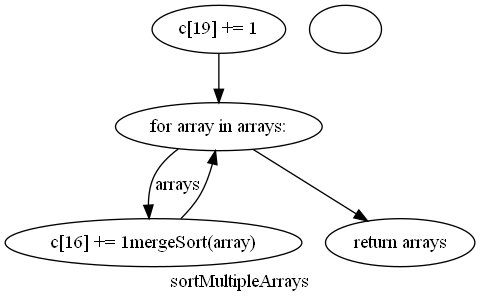 c[19] += 1
for array in arrays:
arrays
c[16] += 1mergeSort(array)
return arrays
sortMultipleArrays